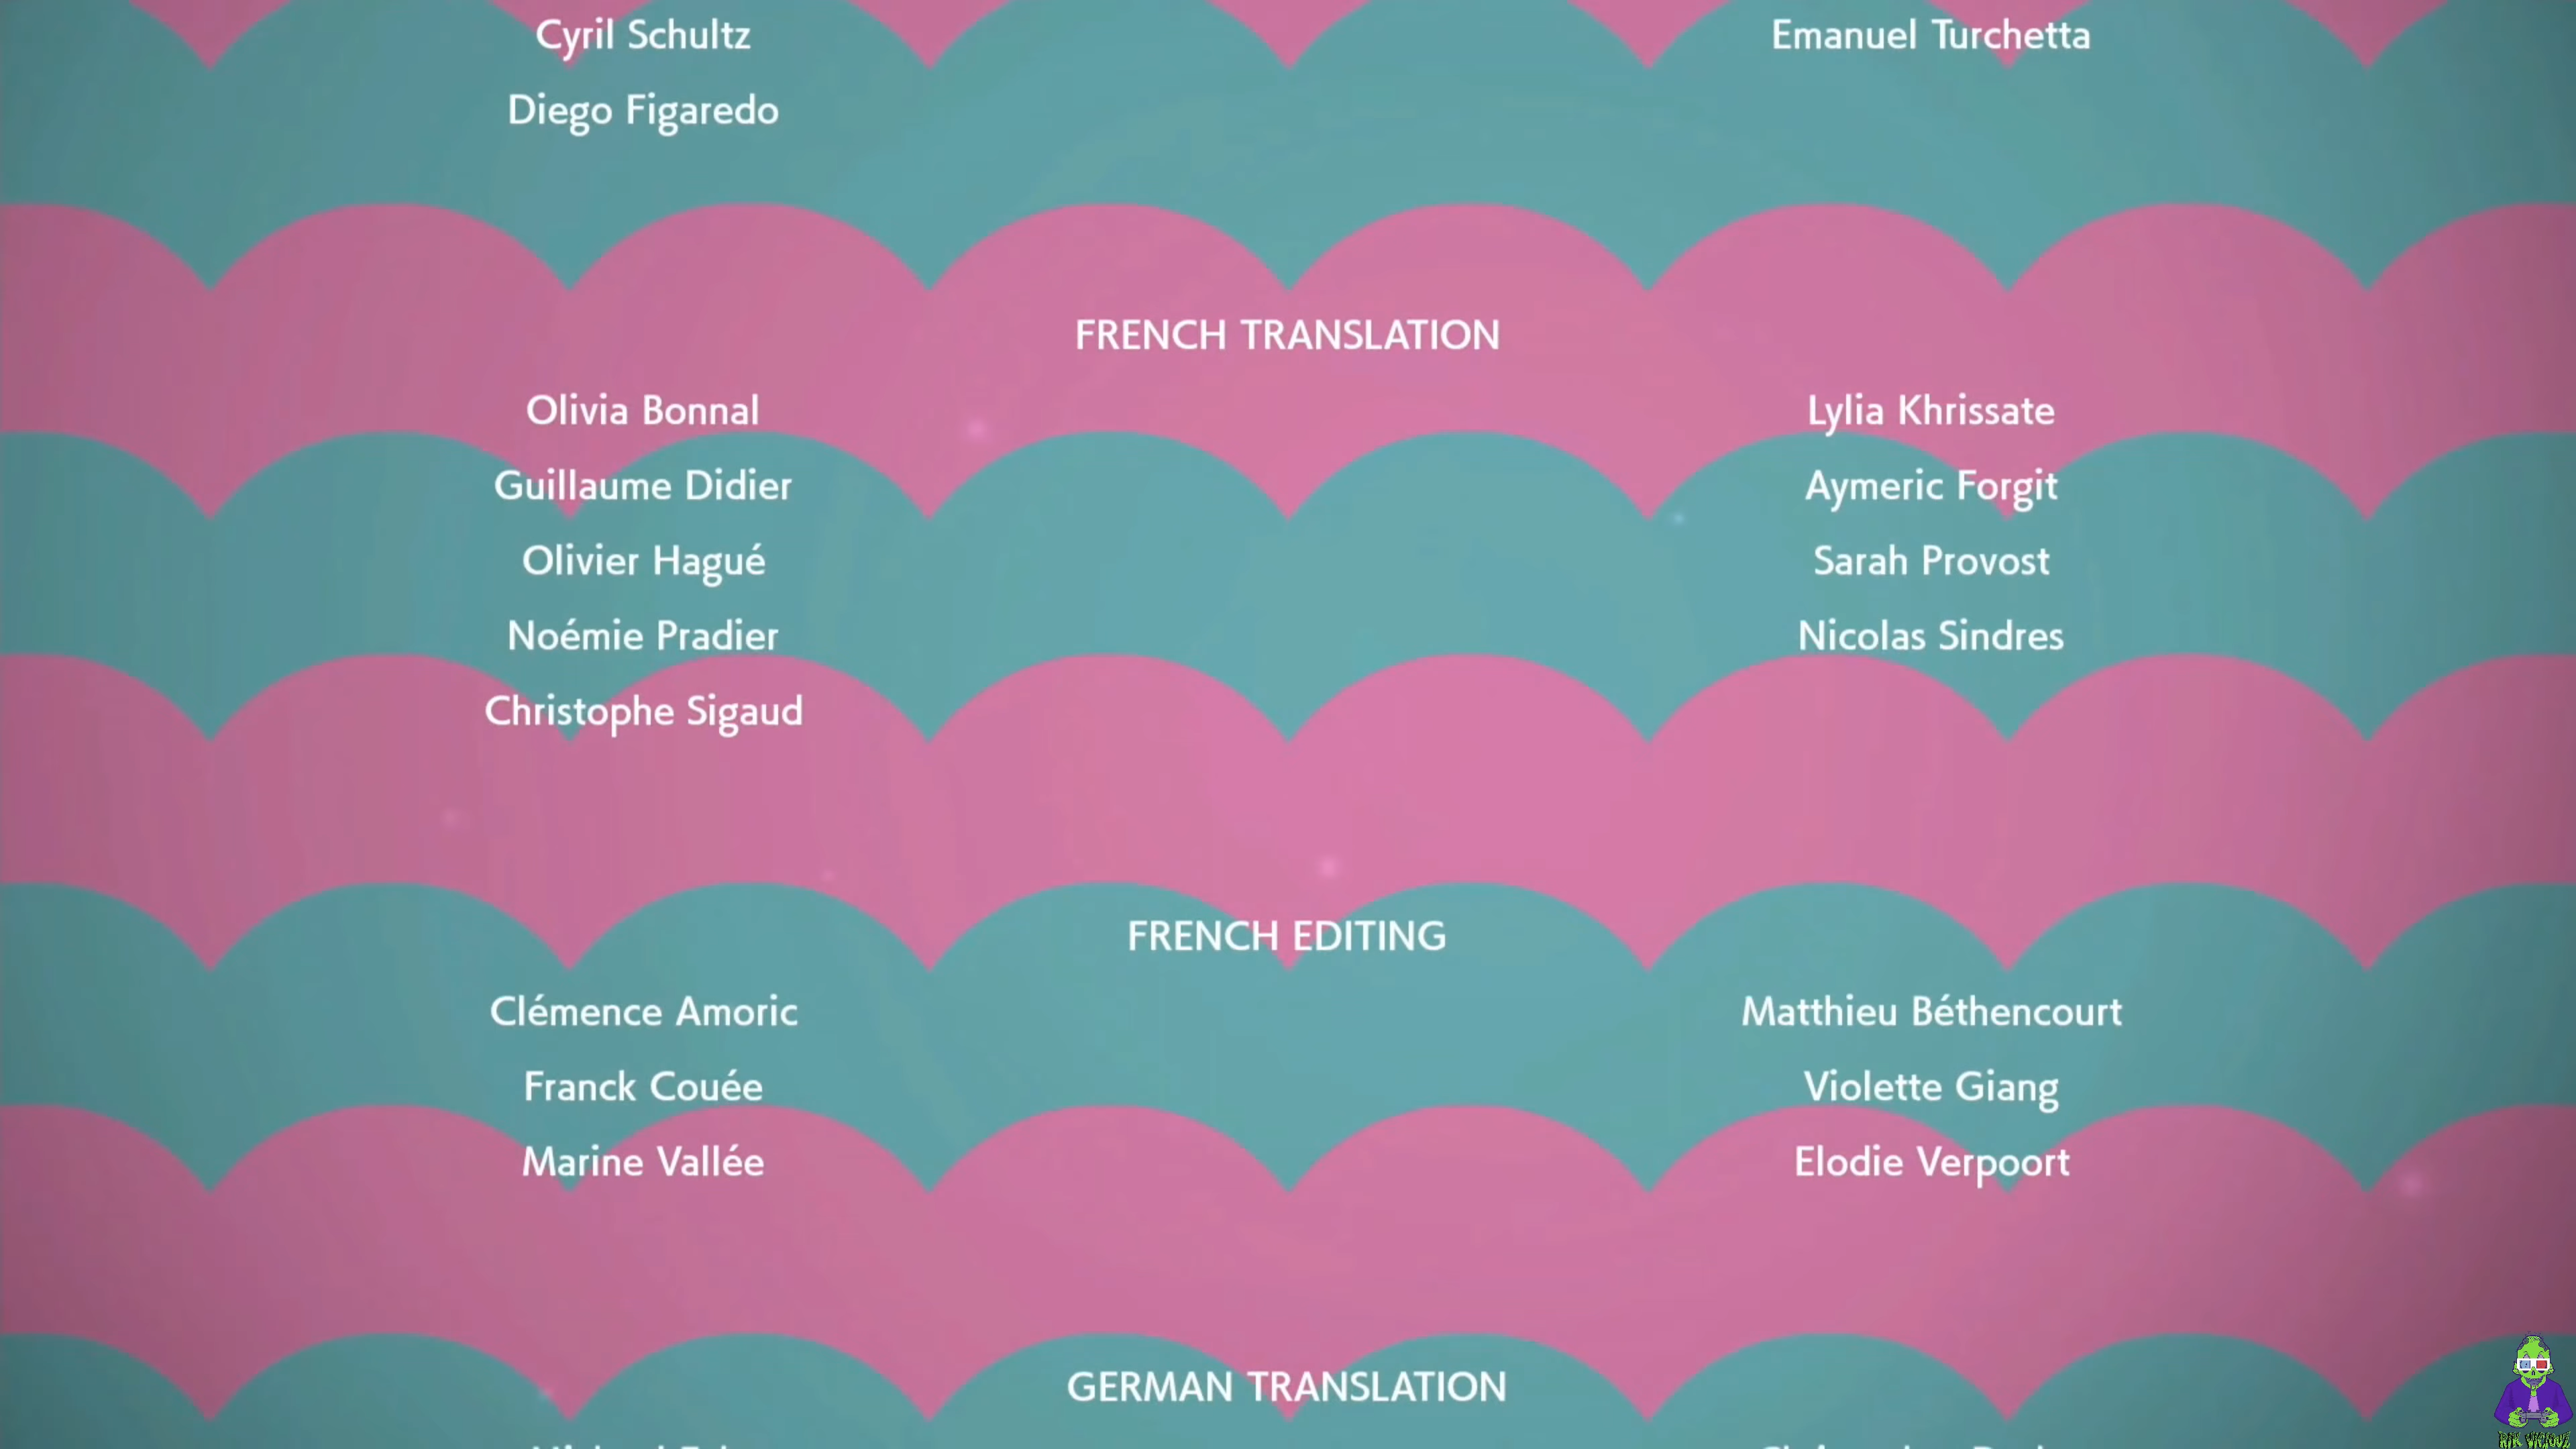 Cyril Schultz Emanuel Turchetta
Diego Figaredo
FRENCH TRANSLATION
Olivia Bonnal Lylia Khrissate
Guillaume Didier Aymeric Forgit
Olivier Hagué Sarah Provost
Noémie Pradier Nicolas Sindres
Christophe Sigaud
FRENCH EDITING
Clémence Amoric Matthieu Béthencourt
Franck Couée Violette Giang
Marine Vallée Elodie Verpoort
GERMAN TRANSLATION